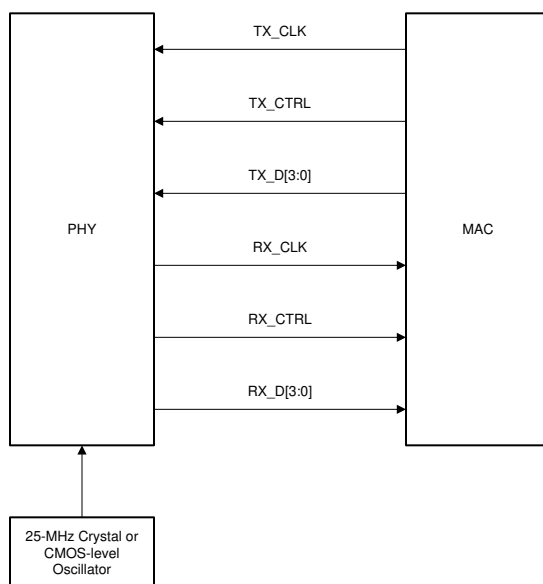 TX_CLK
TX_CTRL
TX_D[3:0]
PHY
MAC
RX_CLK
RX_CTRL
RX_D[3:0]
25-MHz Crystal or
CMOS-level
Oscillator